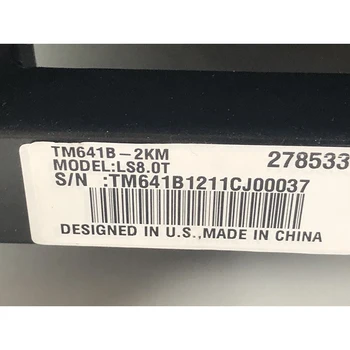 TM641B-2KM
MODEL:LS8.0T 278533
S/N :TM641B1211CJ00037
DESIGNED IN U.S.,MADE IN CHINA